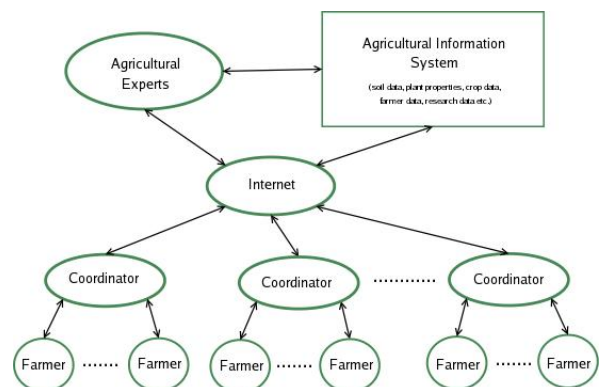 Agricultural
Experts
Agricultural Information
System
(soil data, plant properties, crop data,
farmer data, research data etc.)
Internet
Coordinator
Coordinator
............
Coordinator
Farmer
......
Farmer
Farmer
......
Farmer
Farmer
......
Farmer